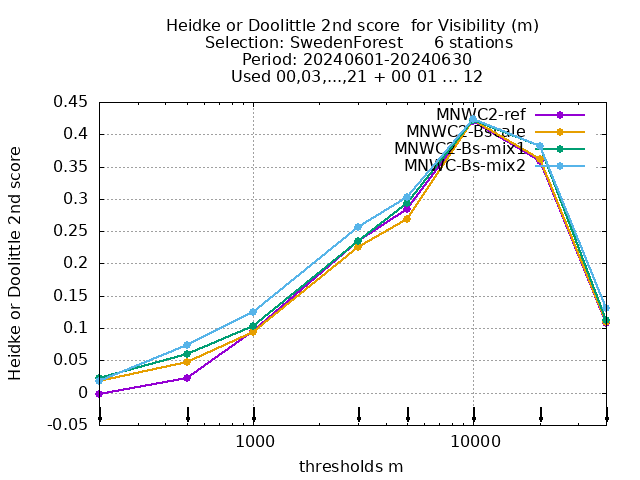 Heidke or Doolittle 2nd score  for Visibility (m)
Selection: SwedenForest      6 stations
Period: 20240601-20240630
Used 00,03,...,21 + 00 01 ... 12
MNWC2-ref
MNWC2-Bscale
MNWC2-Bs-mix1
MNWC-Bs-mix2
Heidke or Doolittle 2nd score
0.45
0.4
0.35
0.3
0.25
0.2
0.15
0.1
0.05
0
-0.05
1000
10000
thresholds m